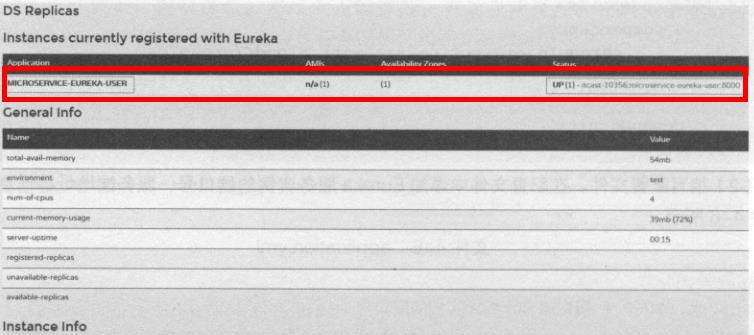 DS Replicas
Instances currently registered with Eureka
Application AMIs Availability Zones Status
MICROSERVICE-EUREKA-USER n/a (1) (1) UP (1) - itcast-10356:microservice-eureka-user:8000
General Info
Name Value
total-avail-memory 54mb
environment test
num-of-cpus 4
current-memory-usage 39mb (72%)
server-uptime 00:15
registered-replicas
unavailable-replicas
available-replicas
Instance Info